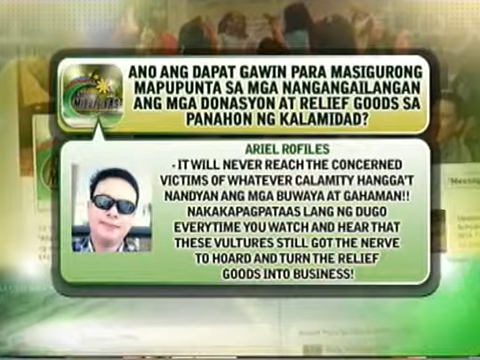 ANO ANG DAPAT GAWIN PARA MASIGURONG
MAPUPUNTA SA MGA NANGANGAILANGAN
ANG MGA DONASYON AT RELIEF GOODS SA
PANAHON NG KALAMIDAD?
ARIEL ROFILES
- IT WILL NEVER REACH THE CONCERNED
VICTIMS OF WHATEVER CALAMITY HANGGA'T
NANDYAN ANG MGA BUWAYA AT GAHAMAN!!
NAKAKAPAGPATAAS LANG NG DUGO
EVERYTIME YOU WATCH AND HEAR THAT
THESE VULTURES STILL GOT THE NERVE
TO HOARD AND TURN THE RELIEF
GOODS INTO BUSINESS!